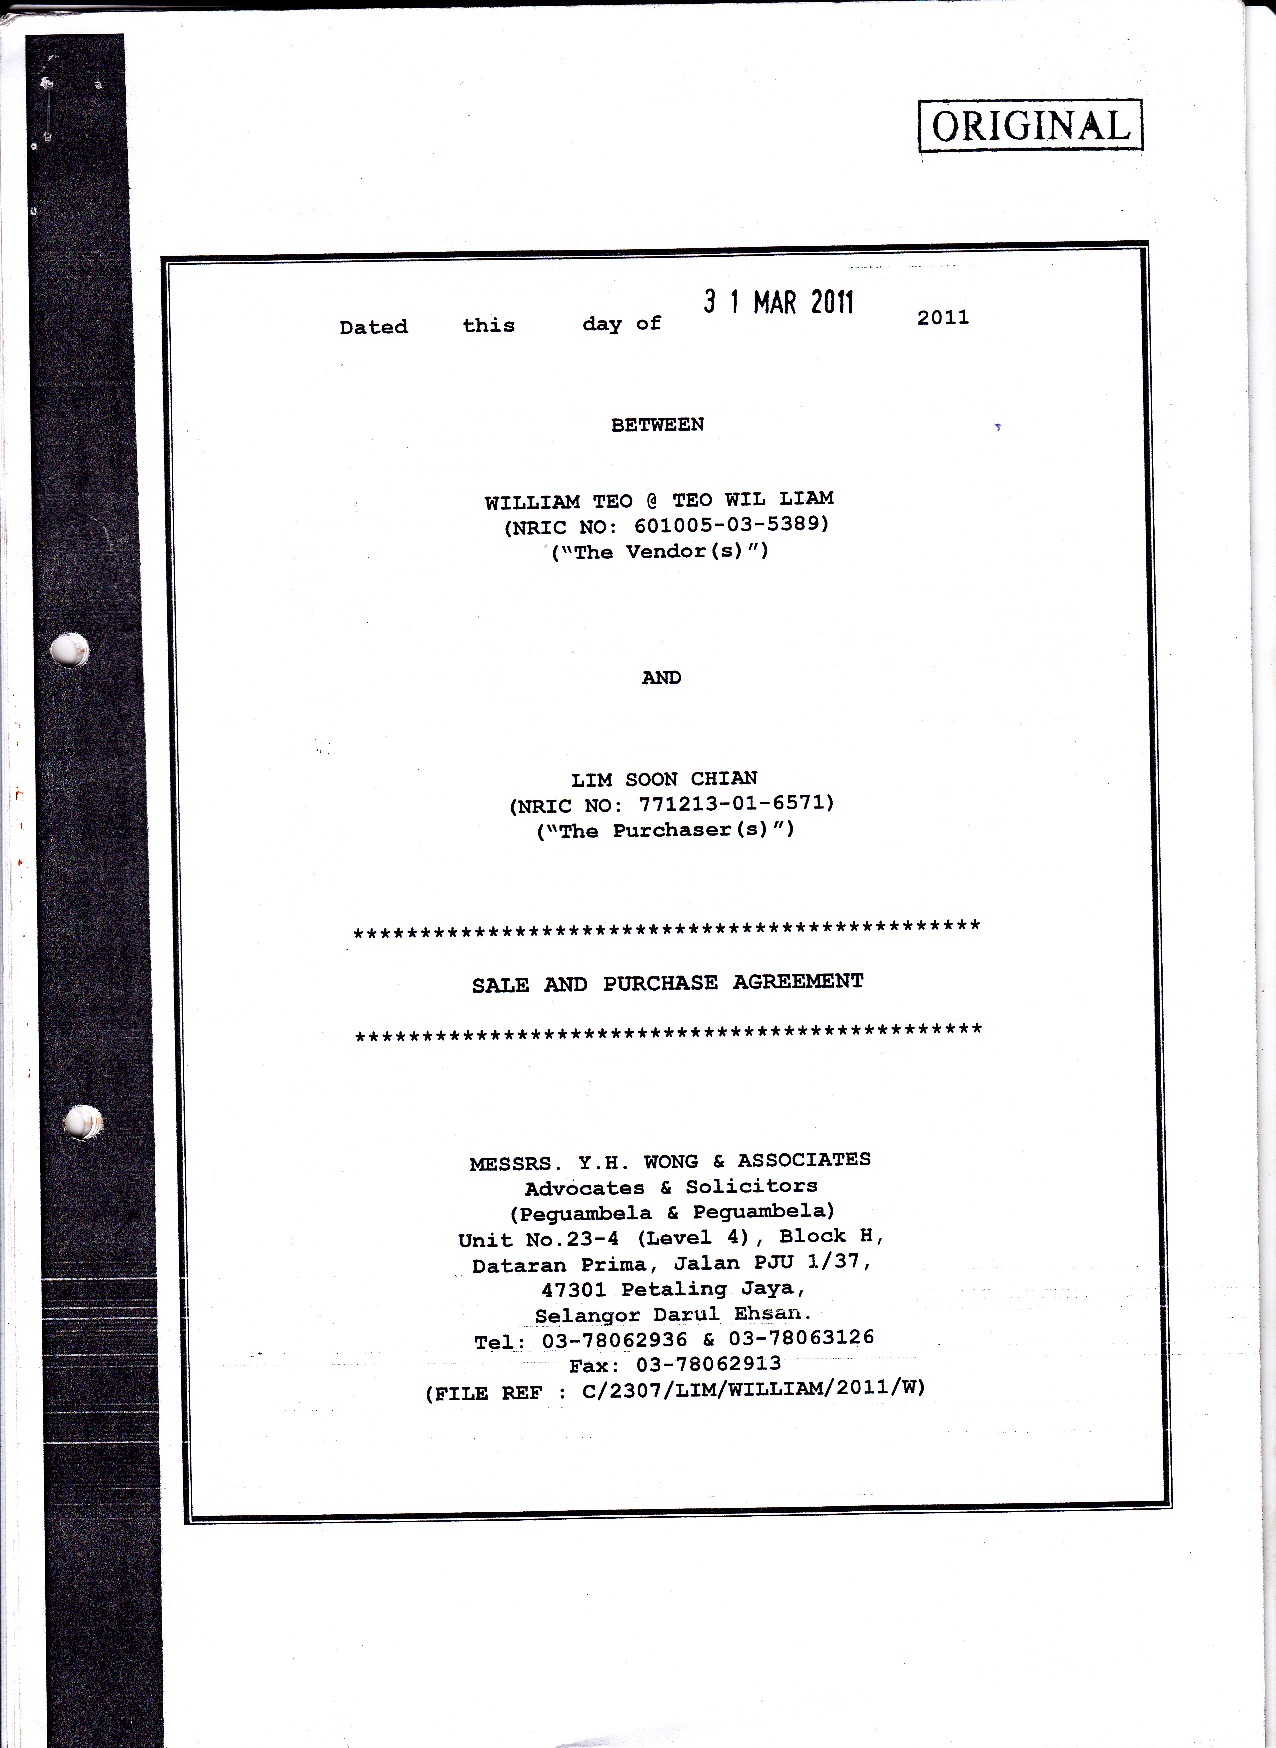 ORIGINAL
Dated this day of 31 MAR 2011 2011
BETWEEN
WILLIAM TEO @ TEO WIL LIAM
(NRIC NO: 601005-03-5389)
("The Vendor(s)")
AND
LIM SOON CHIAN
(NRIC NO: 771213-01-6571)
("The Purchaser(s)")
***********************************************
SALE AND PURCHASE AGREEMENT
***********************************************
MESSRS. Y.H. WONG & ASSOCIATES
Advocates & Solicitors
(Peguambela & Peguambela)
Unit No.23-4 (Level 4), Block H,
Dataran Prima, Jalan PJU 1/37,
47301 Petaling Jaya,
Selangor Darul Ehsan.
Tel: 03-78062936 & 03-78063126
Fax: 03-78062913
(FILE REF : C/2307/LIM/WILLIAM/2011/W)